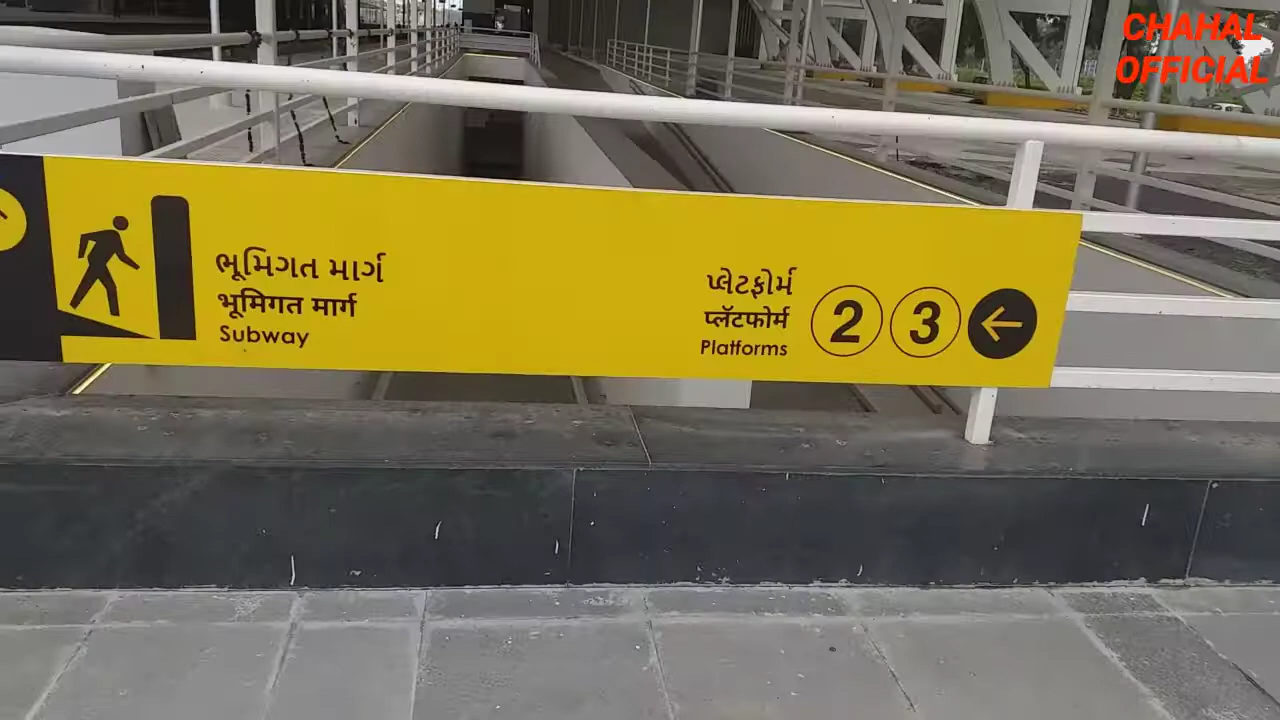 CHAHAL
OFFICIAL
ભૂમિગત માર્ગ
भूमिगत मार्ग
Subway
પ્લેટફોર્મ
प्लॅटफोर्म
Platforms
2 3